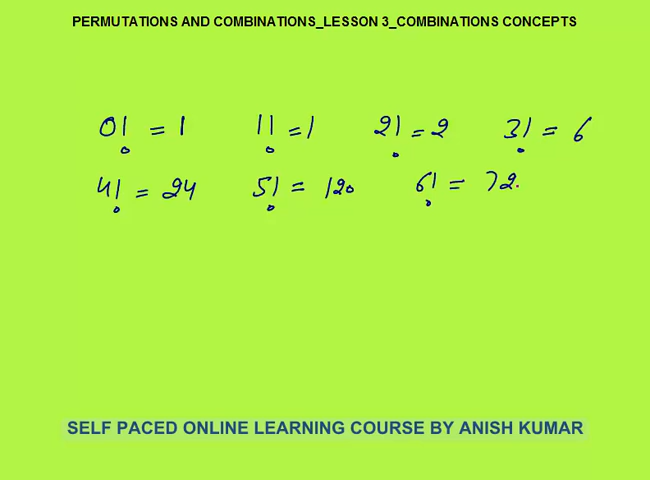 PERMUTATIONS AND COMBINATIONS_LESSON 3_COMBINATIONS CONCEPTS
0! = 1 1! = 1 2! = 2 3! = 6
4! = 24 5! = 120 6! = 72.
SELF PACED ONLINE LEARNING COURSE BY ANISH KUMAR